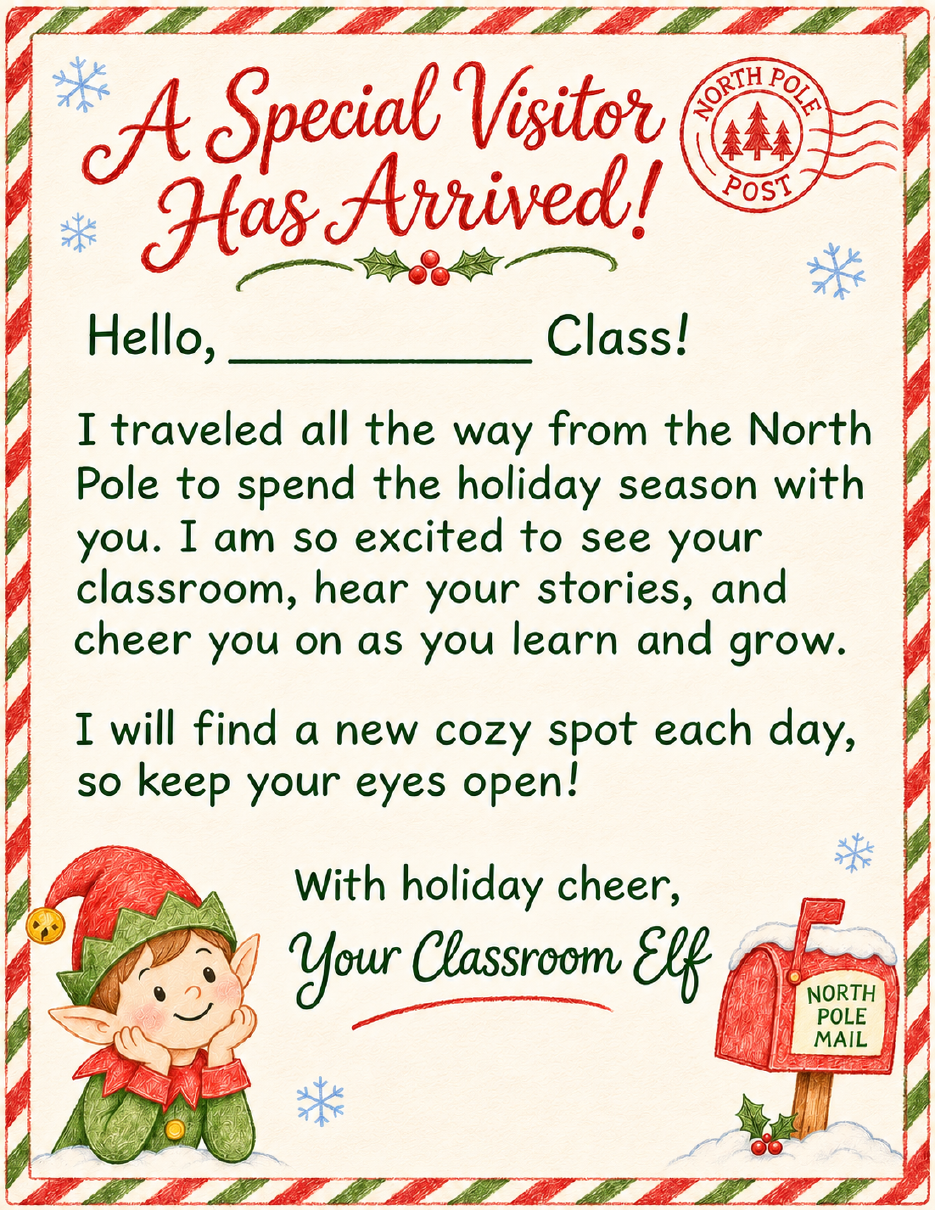 A Special Visitor
Has Arrived!
NORTH POLE
POST
Hello, ____________ Class!
I traveled all the way from the North
Pole to spend the holiday season with
you. I am so excited to see your
classroom, hear your stories, and
cheer you on as you learn and grow.
I will find a new cozy spot each day,
so keep your eyes open!
With holiday cheer,
Your Classroom Elf
NORTH
POLE
MAIL